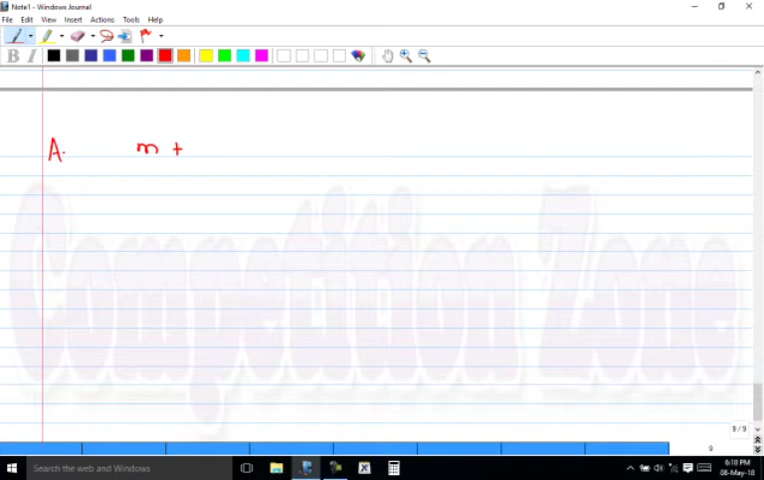 Note1 - Windows Journal
File Edit View Insert Actions Tools Help
B I
A. m +
Competition Zone
9/9
9
Search the web and Windows
6:18 PM
08-May-18